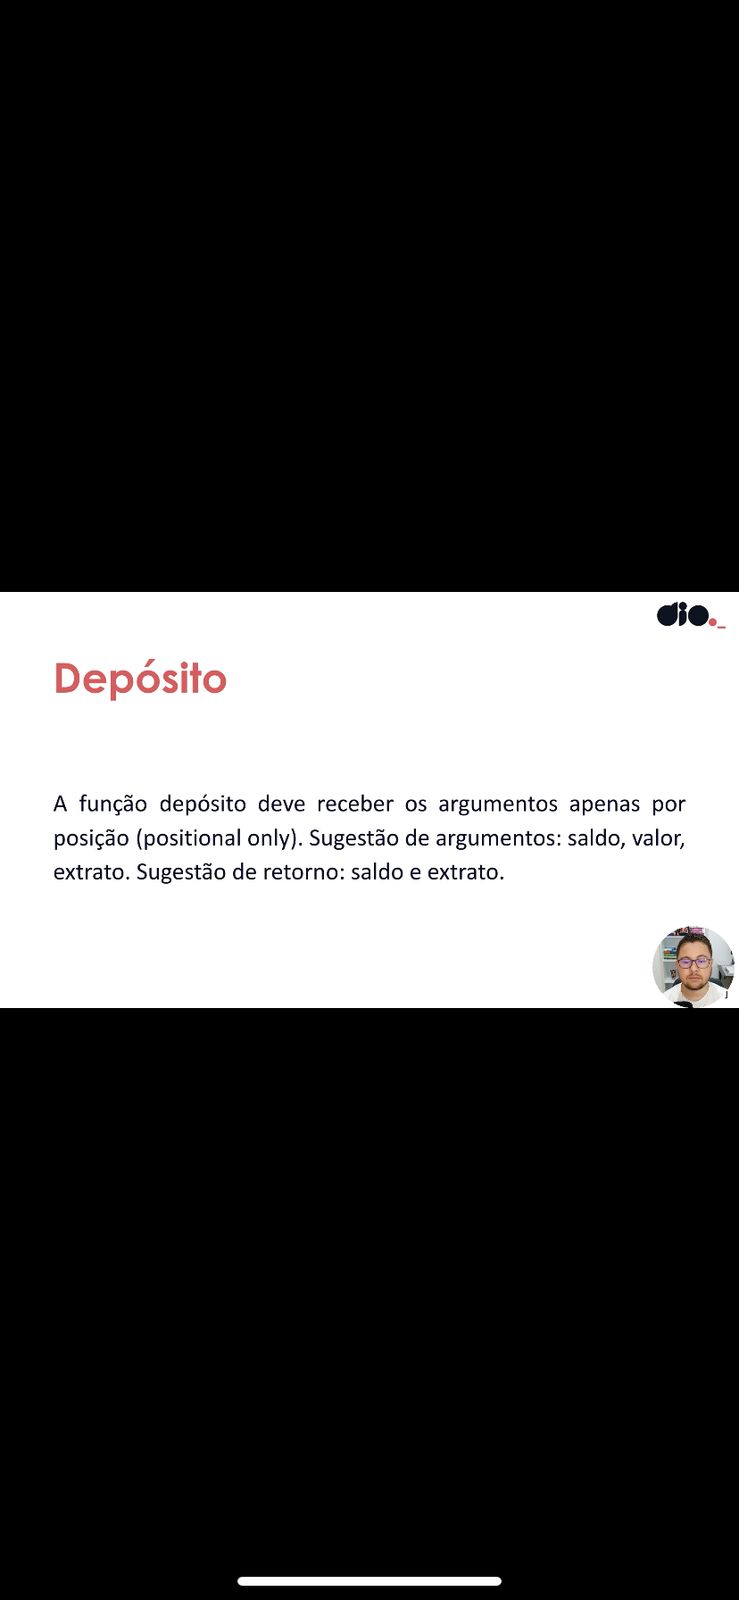 dio._
Depósito
A função depósito deve receber os argumentos apenas por
posição (positional only). Sugestão de argumentos: saldo, valor,
extrato. Sugestão de retorno: saldo e extrato.